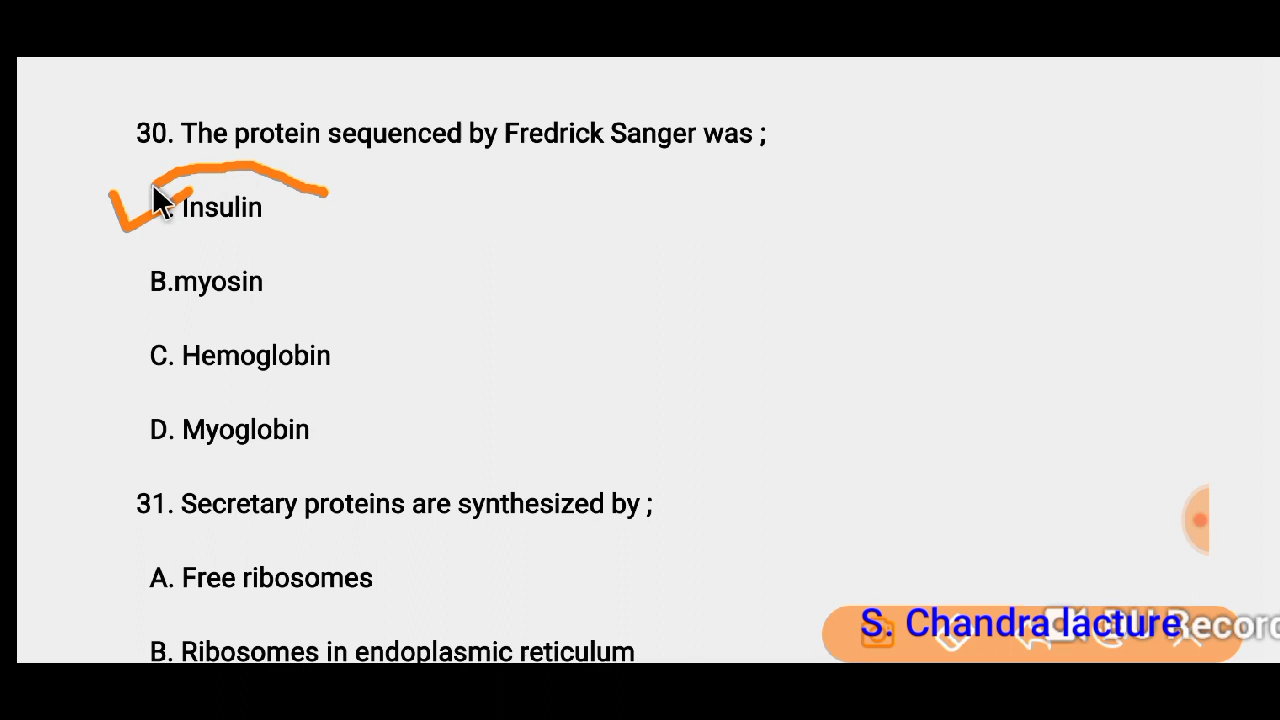 30. The protein sequenced by Fredrick Sanger was ;
Insulin
B.myosin
C. Hemoglobin
D. Myoglobin
31. Secretary proteins are synthesized by ;
A. Free ribosomes
B. Ribosomes in endoplasmic reticulum
S. Chandra lacture